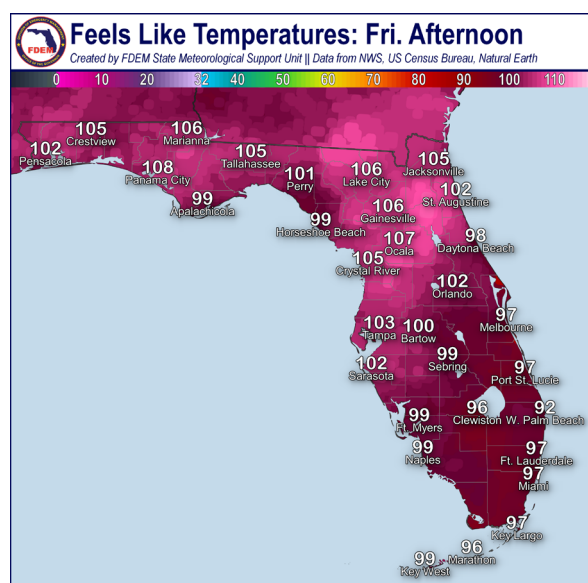 Feels Like Temperatures: Fri. Afternoon
Created by FDEM State Meteorological Support Unit || Data from NWS, US Census Bureau, Natural Earth
FDEM
0 10 20 32 40 50 60 70 80 90 100 110
106
Marianna
105
Crestview
102
Pensacola
105
Tallahassee
105
Jacksonville
108
Panama City
101
Perry
106
Lake City
102
St. Augustine
99
Apalachicola
99
Horseshoe Beach
106
Gainesville
107
Ocala
98
Daytona Beach
105
Crystal River
102
Orlando
97
Melbourne
103
Tampa
100
Bartow
99
Sebring
102
Sarasota
97
Port St. Lucie
99
Ft. Myers
96
Clewiston
92
W. Palm Beach
99
Naples
97
Ft. Lauderdale
97
Miami
97
Key Largo
96
Marathon
99
Key West